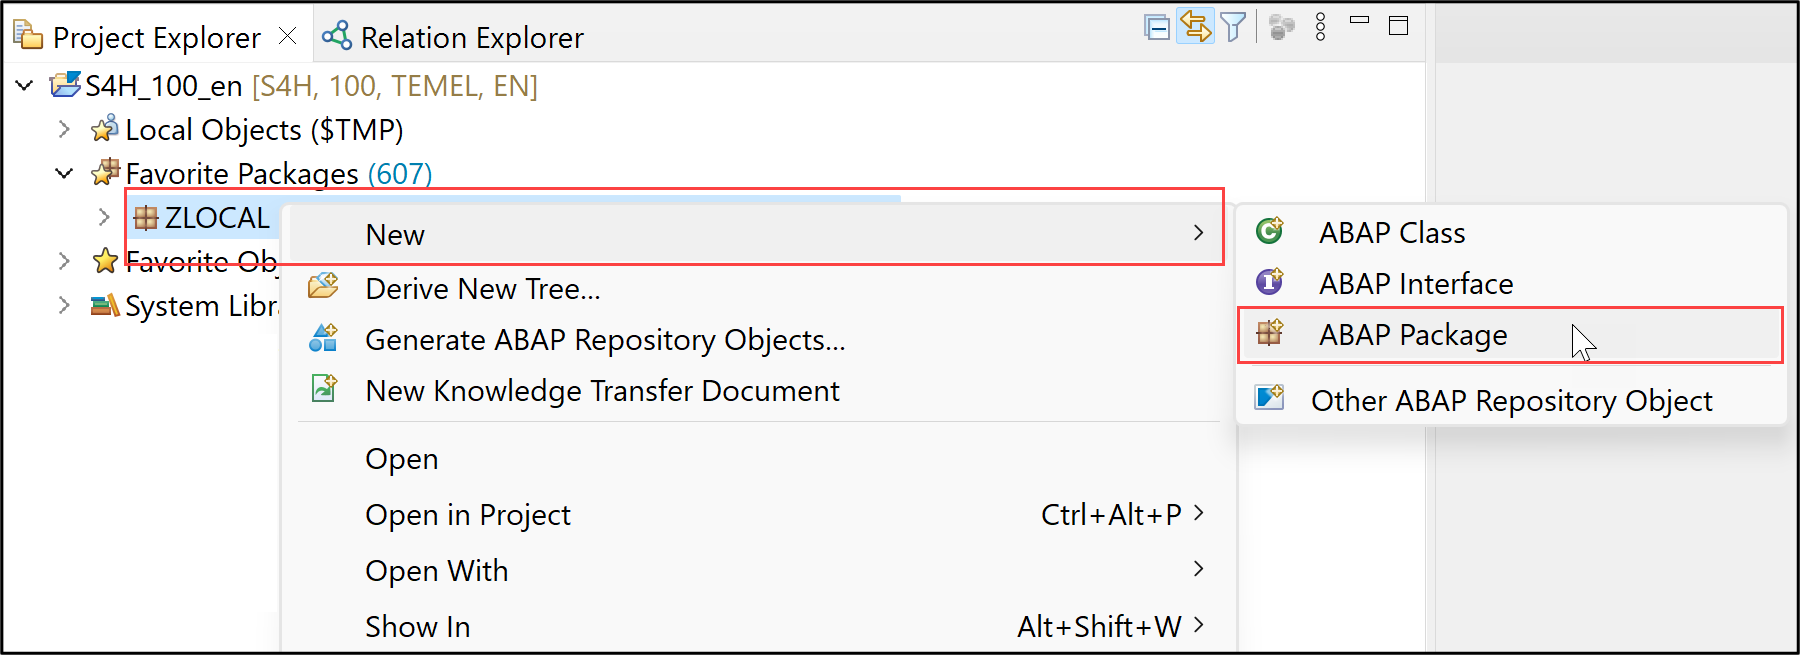 Project Explorer
Relation Explorer
S4H_100_en [S4H, 100, TEMEL, EN]
Local Objects ($TMP)
Favorite Packages (607)
ZLOCAL
Favorite Obj
System Libra
New
Derive New Tree...
Generate ABAP Repository Objects...
New Knowledge Transfer Document
Open
Open in Project Ctrl+Alt+P
Open With
Show In Alt+Shift+W
ABAP Class
ABAP Interface
ABAP Package
Other ABAP Repository Object